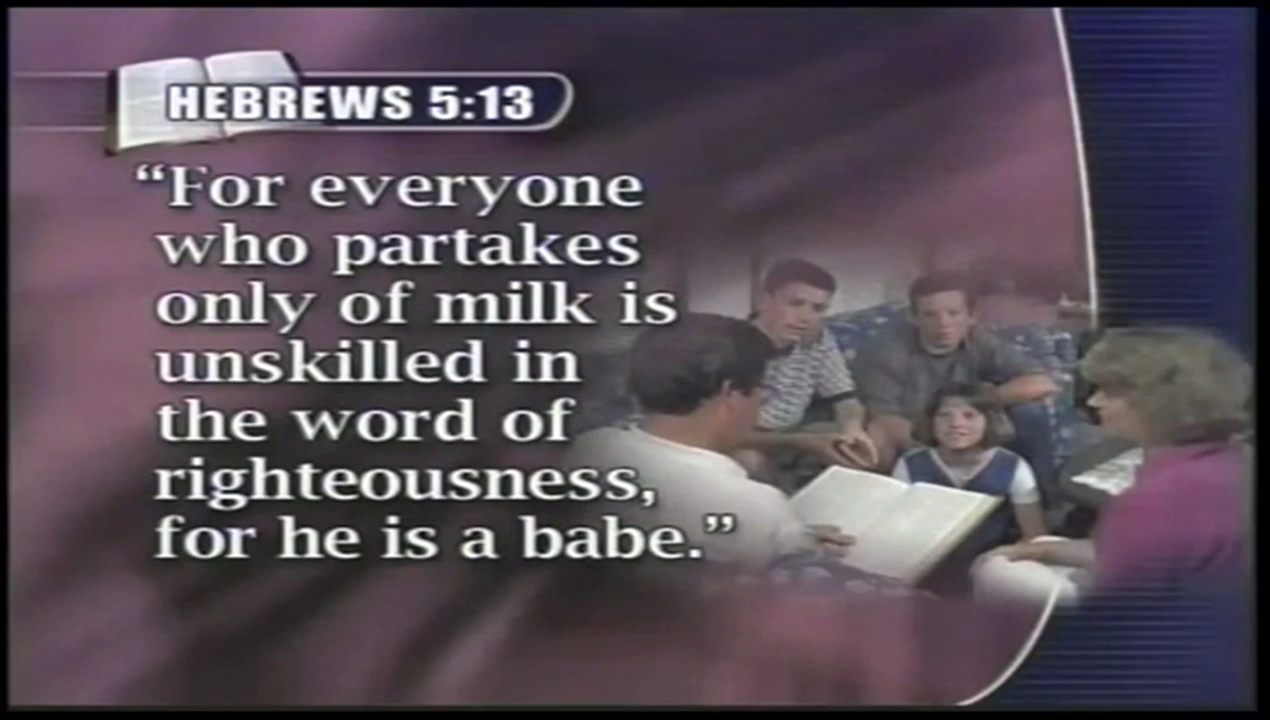 HEBREWS 5:13
“For everyone
who partakes
only of milk is
unskilled in
the word of
righteousness,
for he is a babe.”